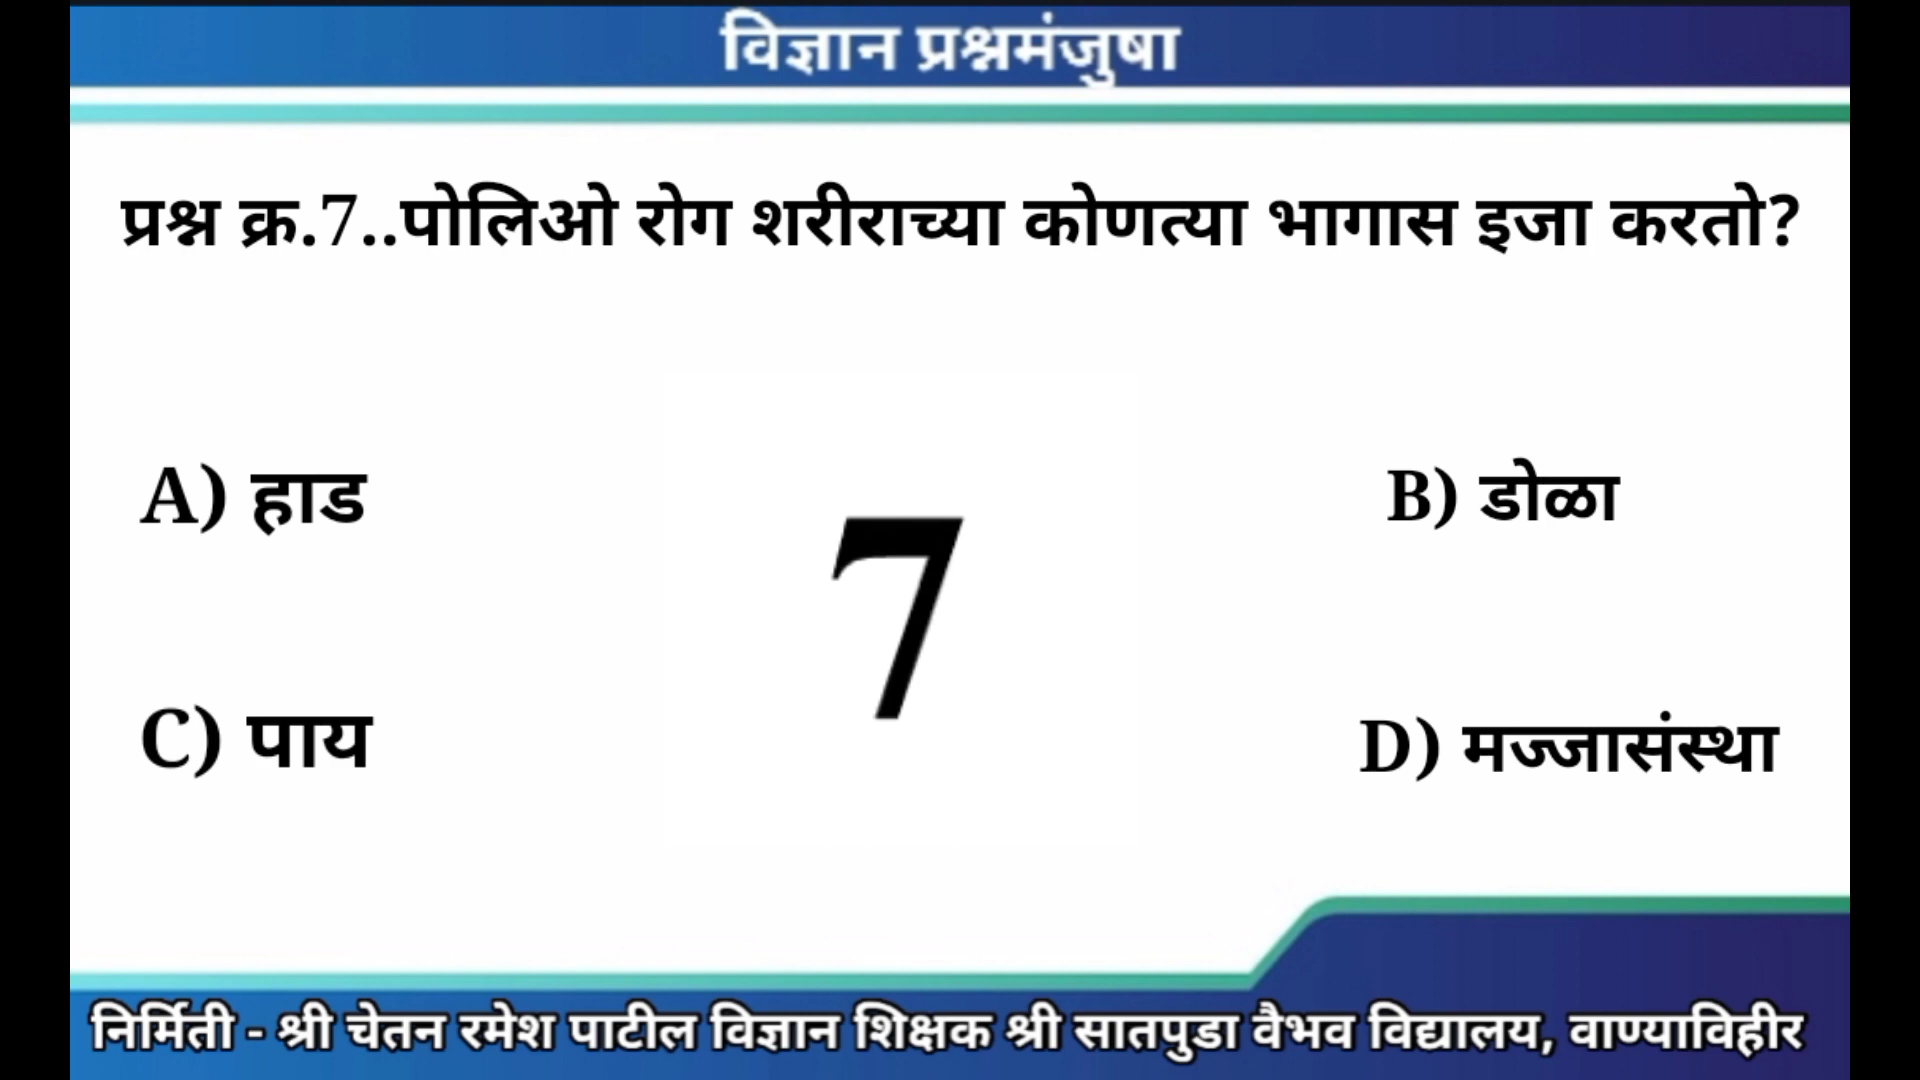 विज्ञान प्रश्नमंजुषा
प्रश्न क्र.7..पोलिओ रोग शरीराच्या कोणत्या भागास इजा करतो?
A) हाड
B) डोळा
7
C) पाय
D) मज्जासंस्था
निर्मिती - श्री चेतन रमेश पाटील विज्ञान शिक्षक श्री सातपुडा वैभव विद्यालय, वाण्याविहीर